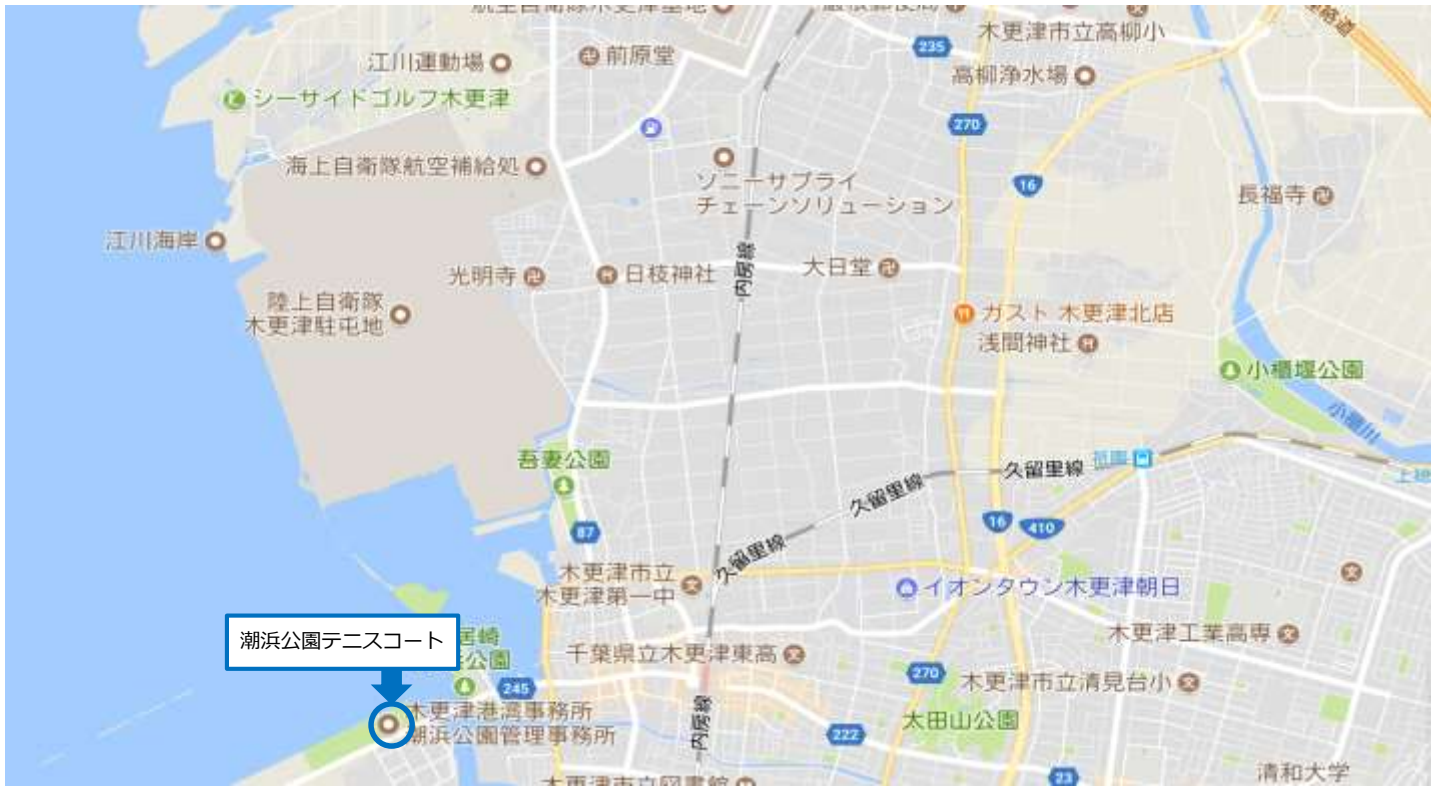 235
木更津市立高柳小
江川運動場
前原堂
高柳浄水場
シーサイドゴルフ木更津
270
海上自衛隊航空補給処
ソニーサプライ
チェーンソリューション
16
長福寺
江川海岸
光明寺
日枝神社
内房線
大日堂
陸上自衛隊
木更津駐屯地
ガスト 木更津北店
浅間神社
小櫃堰公園
小櫃川
吾妻公園
久留里線
祇園
久留里線
87
16
410
久留里線
木更津市立
木更津第一中
イオンタウン木更津朝日
潮浜公園テニスコート
木更津工業高専
千葉県立木更津東高
270
木更津市立清見台小
245
木更津港湾事務所
潮浜公園管理事務所
内房線
222
太田山公園
23
清和大学